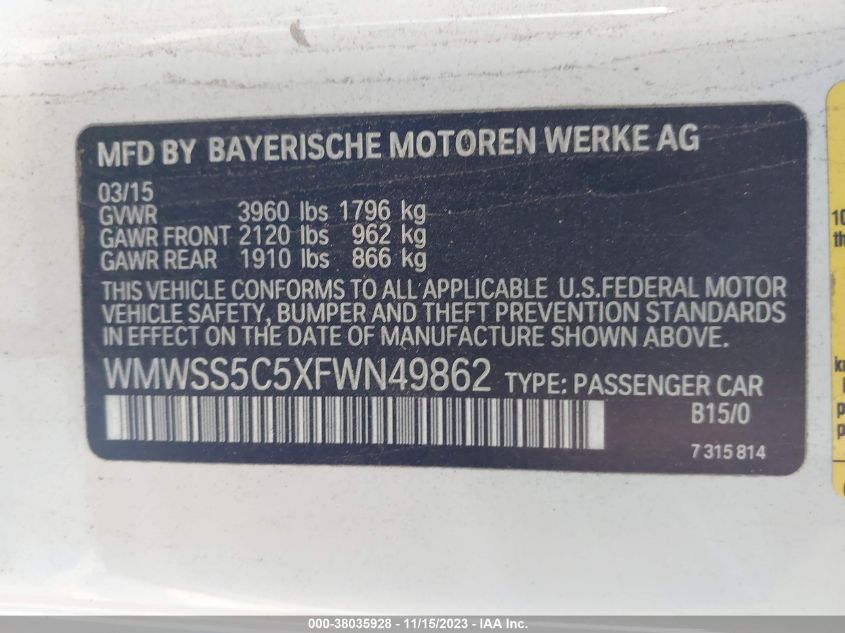 MFD BY BAYERISCHE MOTOREN WERKE AG
03/15
GVWR 3960 lbs 1796 kg
GAWR FRONT 2120 lbs 962 kg
GAWR REAR 1910 lbs 866 kg
THIS VEHICLE CONFORMS TO ALL APPLICABLE U.S.FEDERAL MOTOR
VEHICLE SAFETY, BUMPER AND THEFT PREVENTION STANDARDS
IN EFFECT ON THE DATE OF MANUFACTURE SHOWN ABOVE.
WMWSS5C5XFWN49862 TYPE: PASSENGER CAR
B15/0
7 315 814
10
th
000-38035928 - 11/15/2023 - IAA Inc.